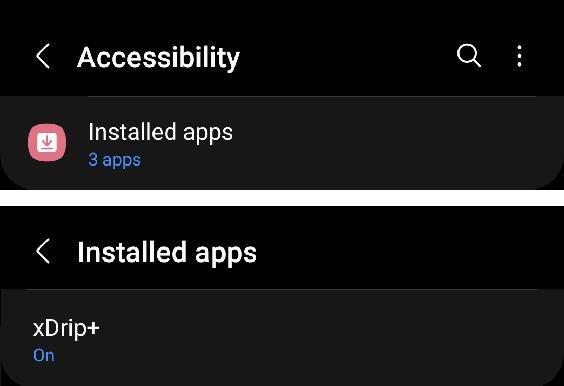 Accessibility
Installed apps
3 apps
Installed apps
xDrip+
On